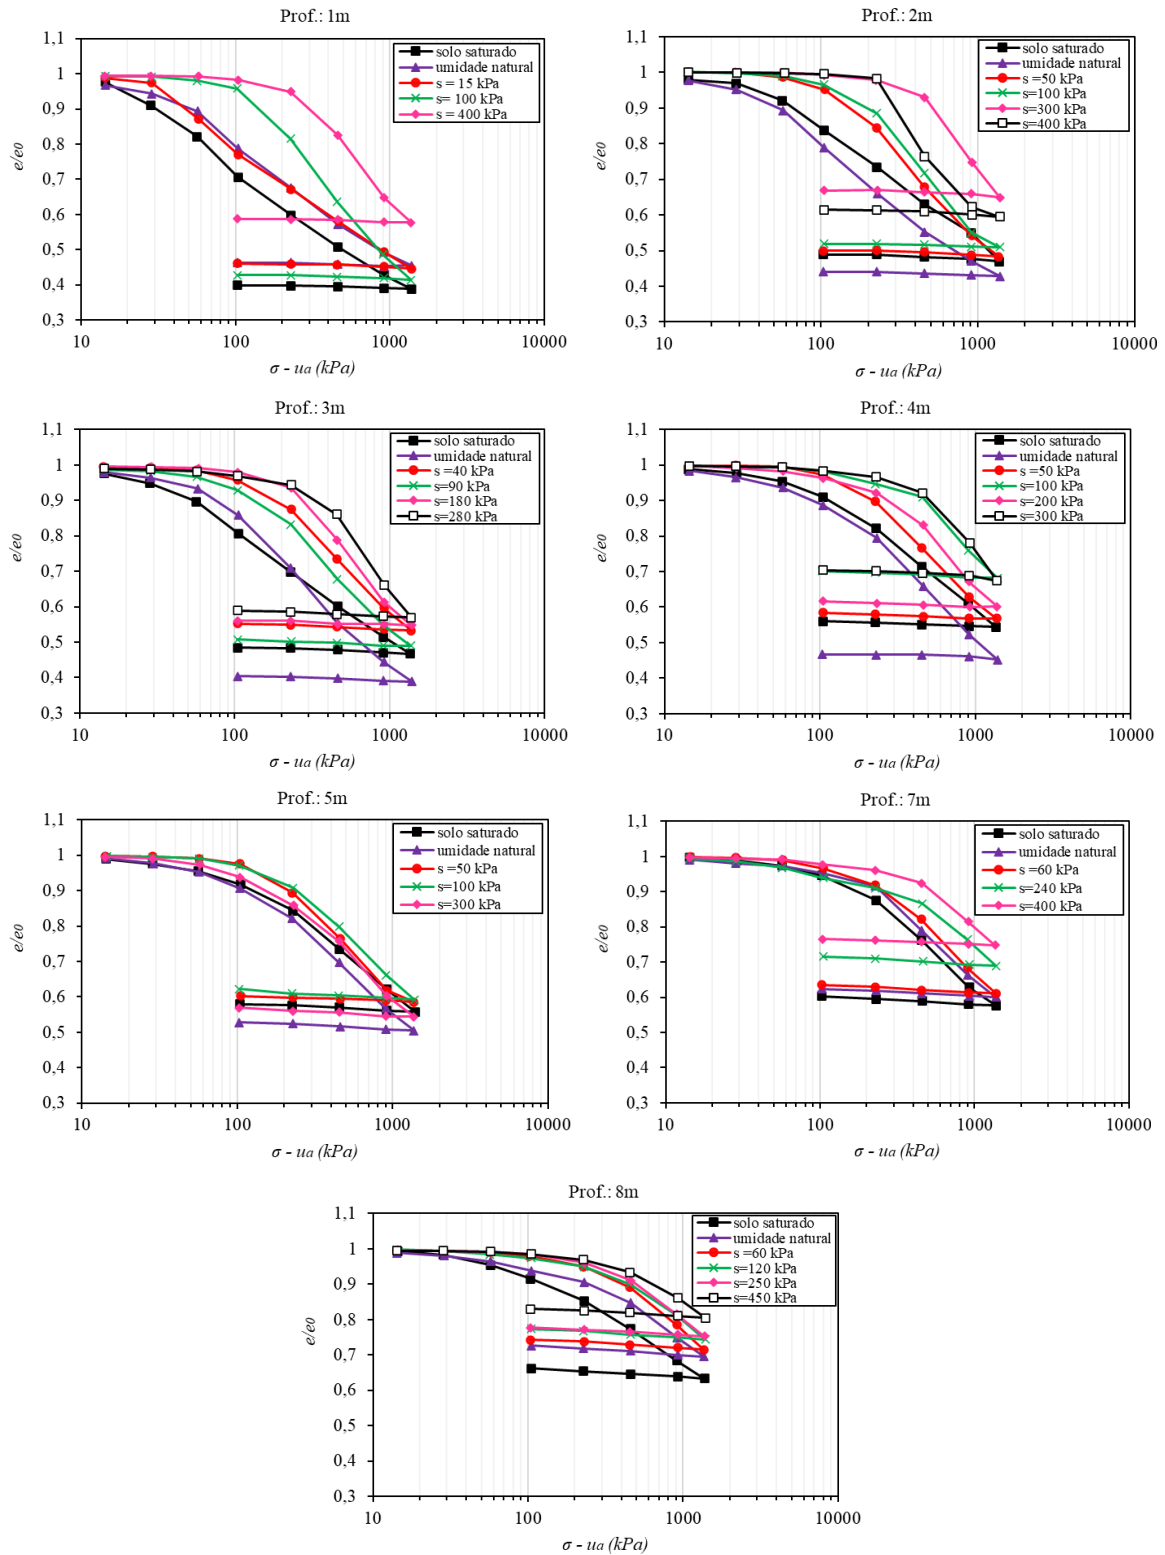 Prof.: 1m
1,1
1
0,9
0,8
0,7
0,6
0,5
0,4
0,3
e/e0
solo saturado
umidade natural
s = 15 kPa
s= 100 kPa
s = 400 kPa
10 100 1000 10000
σ - ua (kPa)
Prof.: 2m
1,1
1
0,9
0,8
0,7
0,6
0,5
0,4
0,3
e/e0
solo saturado
umidade natural
s =50 kPa
s=100 kPa
s=300 kPa
s=400 kPa
10 100 1000 10000
σ - ua (kPa)
Prof.: 3m
1,1
1
0,9
0,8
0,7
0,6
0,5
0,4
0,3
e/e0
solo saturado
umidade natural
s =40 kPa
s=90 kPa
s=180 kPa
s=280 kPa
10 100 1000 10000
σ - ua (kPa)
Prof.: 4m
1,1
1
0,9
0,8
0,7
0,6
0,5
0,4
0,3
e/e0
solo saturado
umidade natural
s =50 kPa
s=100 kPa
s=200 kPa
s=300 kPa
10 100 1000 10000
σ - ua (kPa)
Prof.: 5m
1,1
1
0,9
0,8
0,7
0,6
0,5
0,4
0,3
e/e0
solo saturado
umidade natural
s =50 kPa
s=100 kPa
s=300 kPa
10 100 1000 10000
σ - ua (kPa)
Prof.: 7m
1,1
1
0,9
0,8
0,7
0,6
0,5
0,4
0,3
e/e0
solo saturado
umidade natural
s =60 kPa
s=240 kPa
s=400 kPa
10 100 1000 10000
σ - ua (kPa)
Prof.: 8m
1,1
1
0,9
0,8
0,7
0,6
0,5
0,4
0,3
e/e0
solo saturado
umidade natural
s =60 kPa
s=120 kPa
s=250 kPa
s=450 kPa
10 100 1000 10000
σ - ua (kPa)